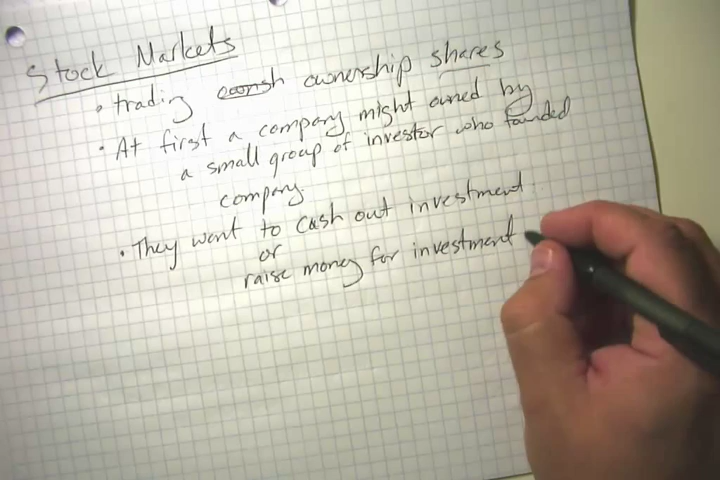 Stock Markets
• trading ownership shares
• At first a company might owned by
a small group of investor who founded
company.
• They want to cash out investment.
or
raise money for investment